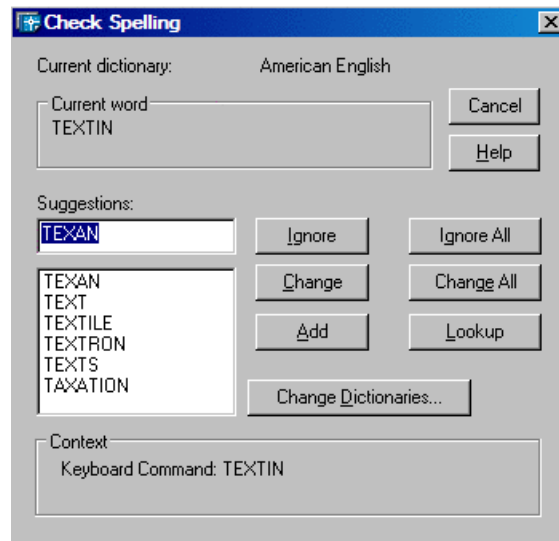 Check Spelling
Current dictionary: American English
Current word
TEXTIN
Cancel
Help
Suggestions:
TEXAN
Ignore
Ignore All
TEXAN
TEXT
TEXTILE
TEXTRON
TEXTS
TAXATION
Change
Change All
Add
Lookup
Change Dictionaries...
Context
Keyboard Command: TEXTIN